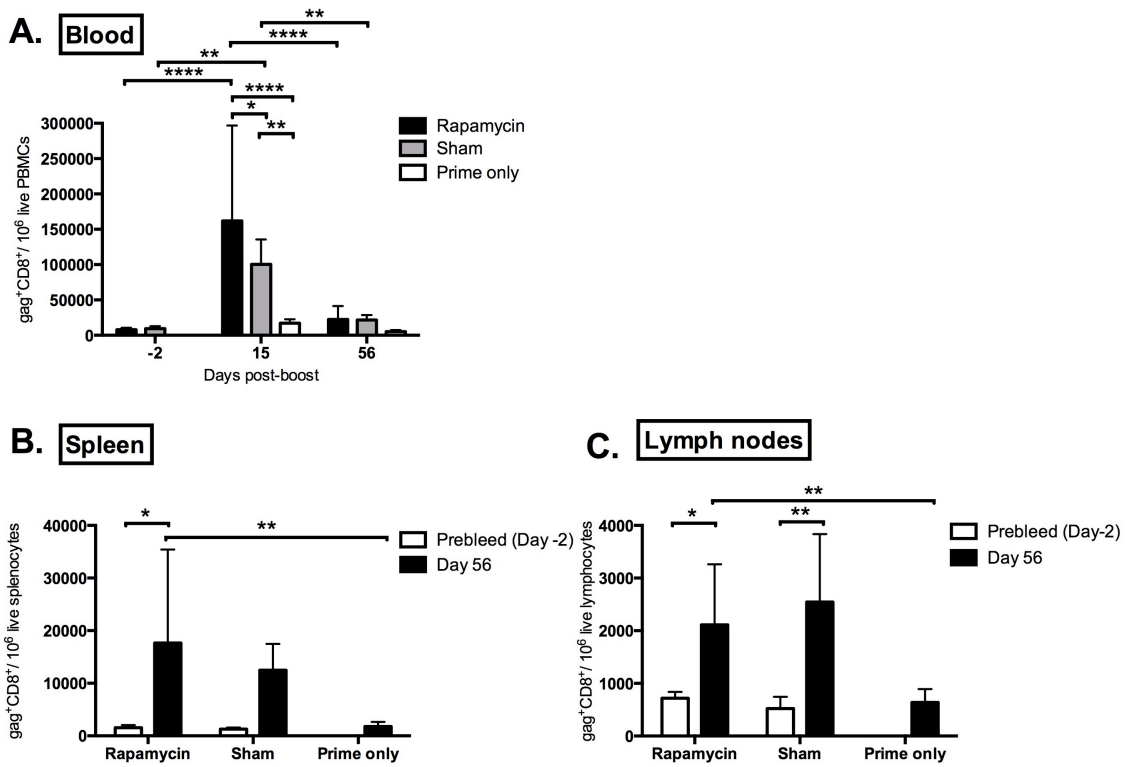 A. Blood
**
****
**
****
****
*
**
300000
250000
200000
150000
100000
50000
0
gag⁺CD8⁺/ 10⁶ live PBMCs
-2 15 56
Days post-boost
Rapamycin
Sham
Prime only
B. Spleen
*
**
40000
30000
20000
10000
0
gag⁺CD8⁺/ 10⁶ live splenocytes
Rapamycin Sham Prime only
Prebleed (Day -2)
Day 56
C. Lymph nodes
**
*
**
4000
3000
2000
1000
0
gag⁺CD8⁺/ 10⁶ live lymphocytes
Rapamycin Sham Prime only
Prebleed (Day-2)
Day 56